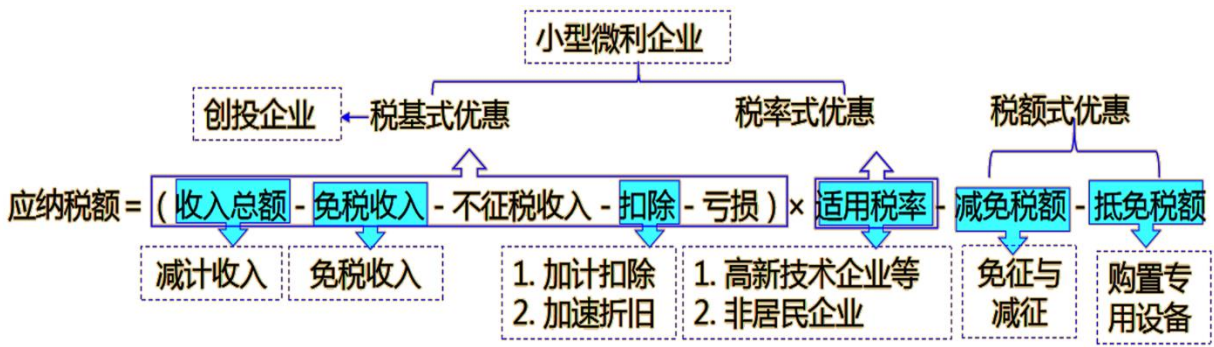 小型微利企业
创投企业
税基式优惠
税率式优惠
税额式优惠
应纳税额=(收入总额-免税收入-不征税收入-扣除-亏损)×适用税率-减免税额-抵免税额
减计收入
免税收入
1. 加计扣除
2. 加速折旧
1. 高新技术企业等
2. 非居民企业
免征与
减征
购置专
用设备